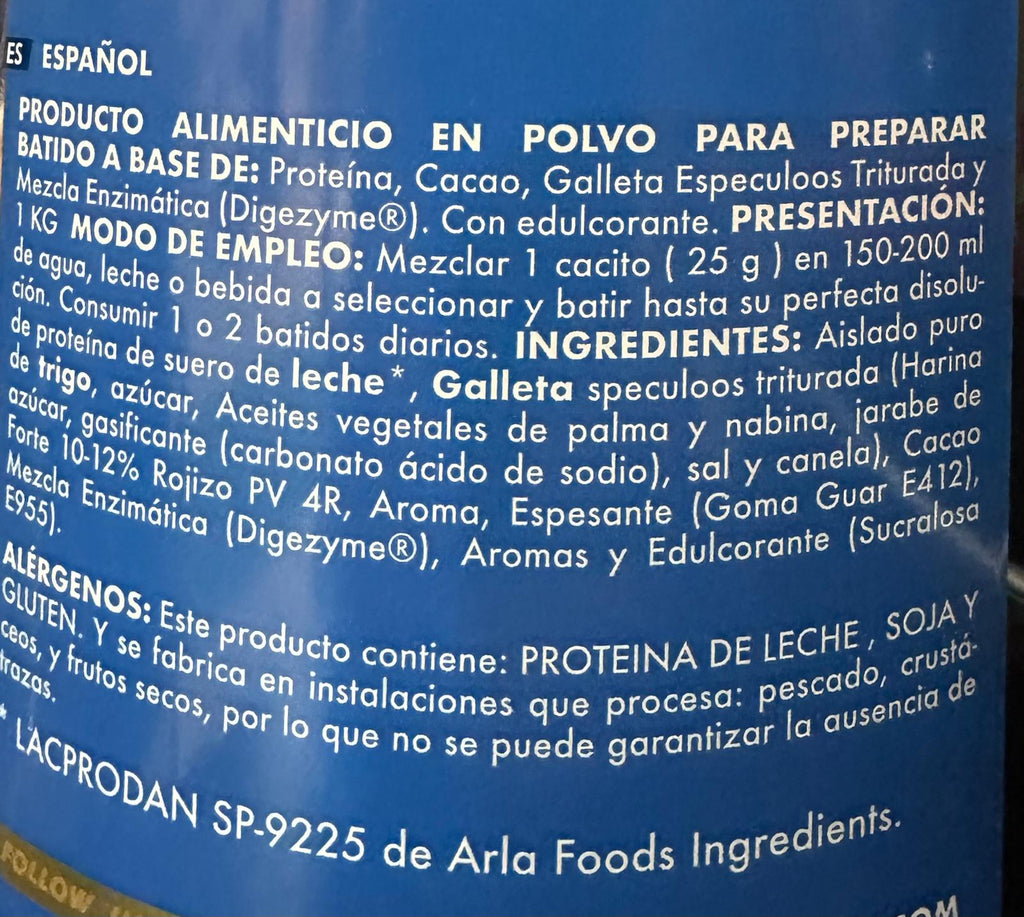 ES ESPAÑOL
PRODUCTO ALIMENTICIO EN POLVO PARA PREPARAR
BATIDO A BASE DE: Proteína, Cacao, Galleta Especuloos Triturada y
Mezcla Enzimática (Digezyme®). Con edulcorante. PRESENTACIÓN:
1 KG MODO DE EMPLEO: Mezclar 1 cacito ( 25 g ) en 150-200 ml
de agua, leche o bebida a seleccionar y batir hasta su perfecta disolu-
ción. Consumir 1 o 2 batidos diarios. INGREDIENTES: Aislado puro
de proteína de suero de leche* , Galleta speculoos triturada (Harina
de trigo, azúcar, Aceites vegetales de palma y nabina, jarabe de
azúcar, gasificante (carbonato ácido de sodio), sal y canela), Cacao
Forte 10-12% Rojizo PV 4R, Aroma, Espesante (Goma Guar E412),
Mezcla Enzimática (Digezyme®), Aromas y Edulcorante (Sucralosa
E955).
ALÉRGENOS: Este producto contiene: PROTEINA DE LECHE , SOJA Y
GLUTEN. Y se fabrica en instalaciones que procesa: pescado, crustá-
ceos, y frutos secos, por lo que no se puede garantizar la ausencia de
trazas.
* LACPRODAN SP-9225 de Arla Foods Ingredients.
FOLLOW